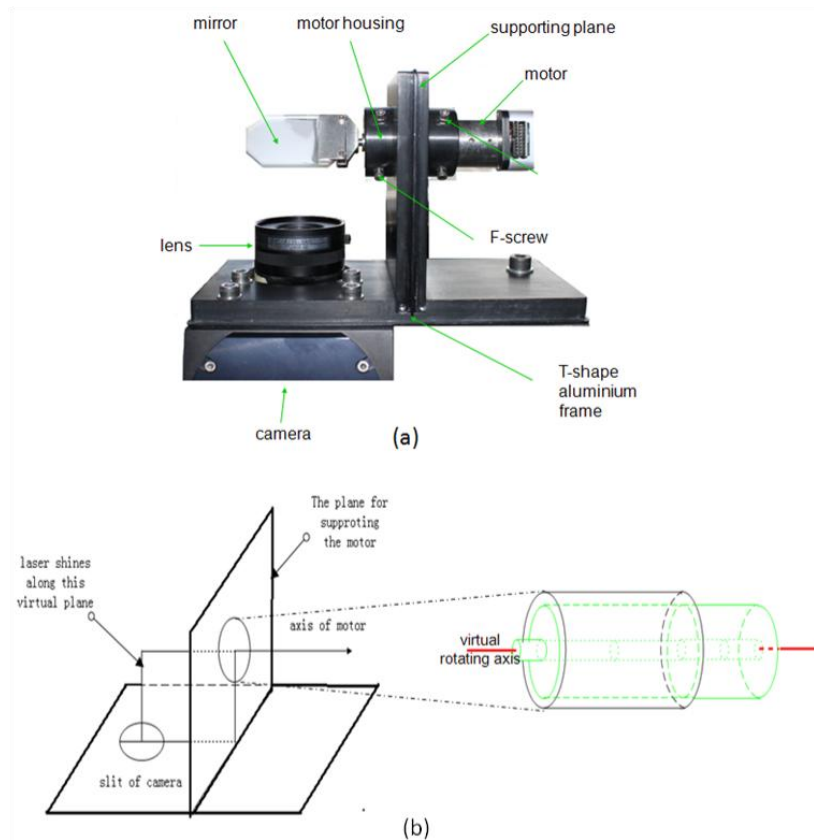 mirror
motor housing
supporting plane
motor
lens
F-screw
T-shape
aluminium
frame
camera
(a)
The plane for
supproting
the motor
laser shines
along this
virtual plane
axis of motor
virtual
rotating axis
slit of camera
(b)